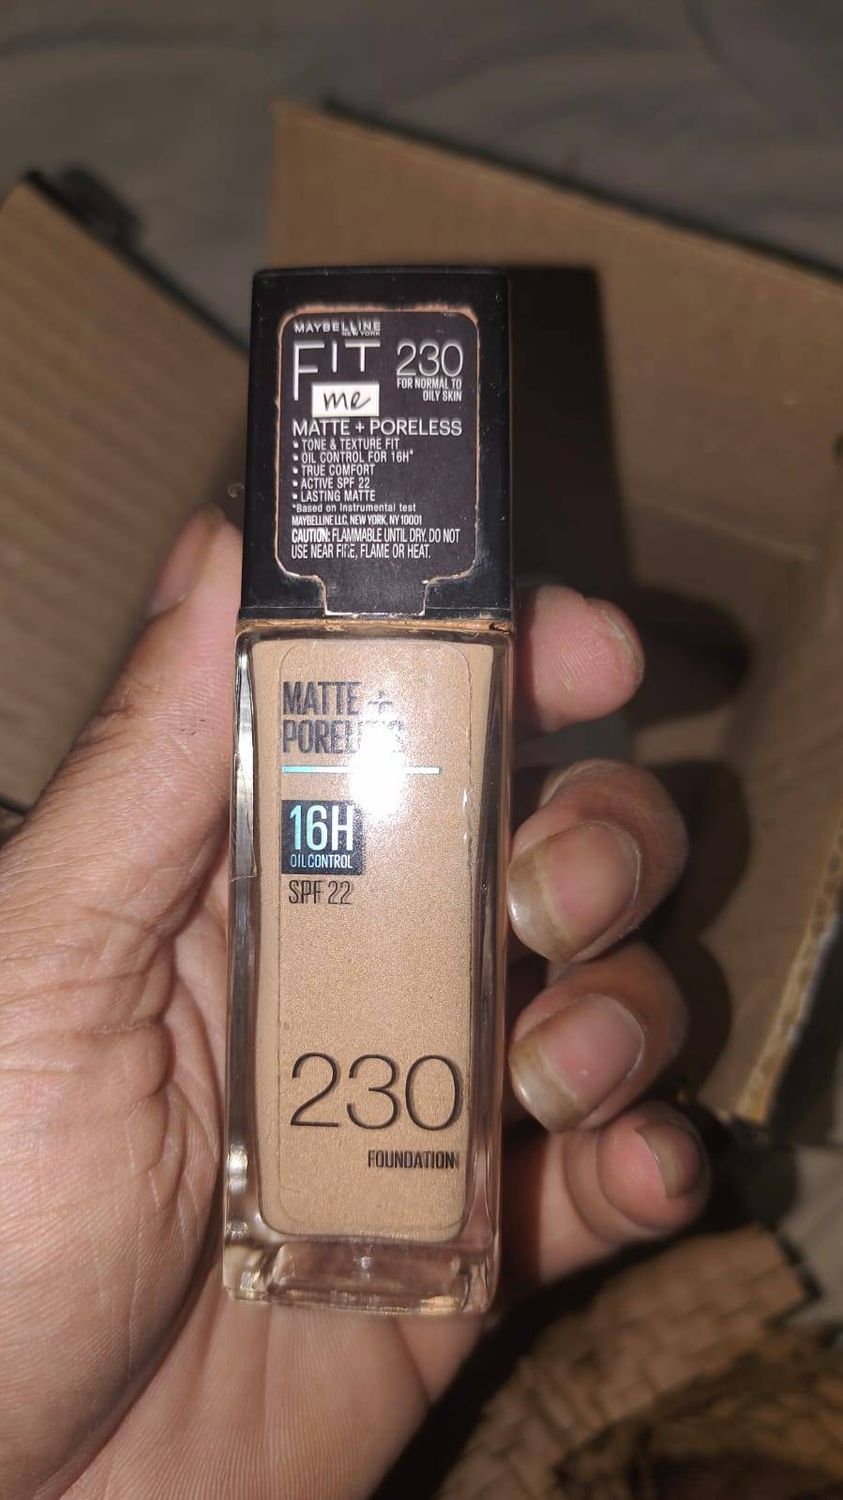 MAYBELLINE
NEW YORK
FIT
me
230
FOR NORMAL TO
OILY SKIN
MATTE + PORELESS
• TONE & TEXTURE FIT
• OIL CONTROL FOR 16H*
• TRUE COMFORT
• ACTIVE SPF 22
• LASTING MATTE
*Based on Instrumental test
MAYBELLINE LLC, NEW YORK, NY 10001
CAUTION: FLAMMABLE UNTIL DRY. DO NOT
USE NEAR FIRE, FLAME OR HEAT.
MATTE +
PORELESS
16H
OIL CONTROL
SPF 22
230
FOUNDATION